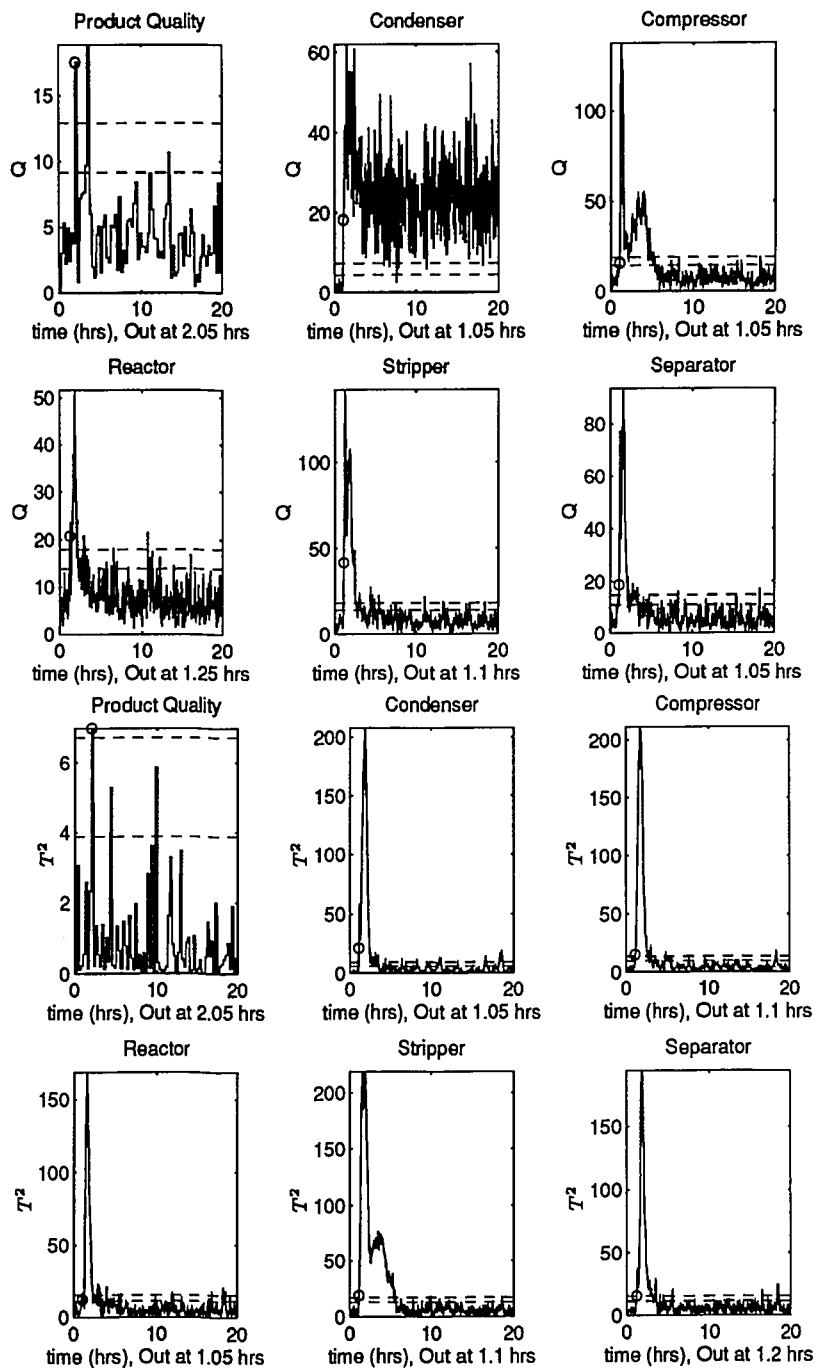 Product Quality Condenser Compressor
15
10
5
0
Q
0 10 20
time (hrs), Out at 2.05 hrs
60
40
20
0
Q
0 10 20
time (hrs), Out at 1.05 hrs
100
50
0
Q
0 10 20
time (hrs), Out at 1.05 hrs
Reactor Stripper Separator
50
40
30
20
10
0
Q
0 10 20
time (hrs), Out at 1.25 hrs
100
50
0
Q
0 10 20
time (hrs), Out at 1.1 hrs
80
60
40
20
0
Q
0 10 20
time (hrs), Out at 1.05 hrs
Product Quality Condenser Compressor
6
4
2
0
T²
0 10 20
time (hrs), Out at 2.05 hrs
200
150
100
50
0
T²
0 10 20
time (hrs), Out at 1.05 hrs
200
150
100
50
0
T²
0 10 20
time (hrs), Out at 1.1 hrs
Reactor Stripper Separator
150
100
50
0
T²
0 10 20
time (hrs), Out at 1.05 hrs
200
150
100
50
0
T²
0 10 20
time (hrs), Out at 1.1 hrs
150
100
50
0
T²
0 10 20
time (hrs), Out at 1.2 hrs